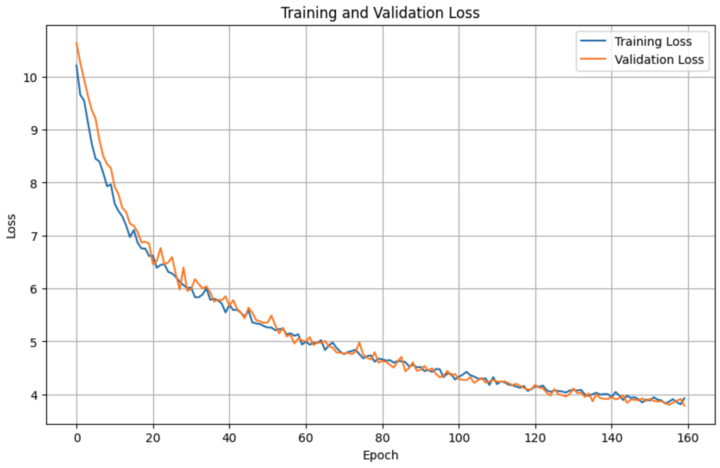 Training and Validation Loss
Training Loss
Validation Loss
10
9
8
7
6
5
4
Loss
0 20 40 60 80 100 120 140 160
Epoch